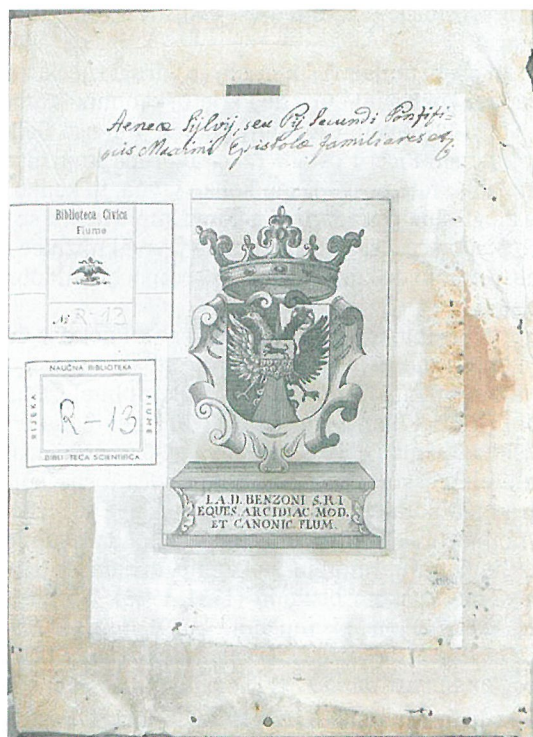 Aeneæ Sylvij, seu Pij Secundi Pontifi=
cis Maximi Epistolæ familiares
Biblioteca Civica
Fiume
№ R-13
NAUČNA BIBLIOTEKA
RIJEKA
R-13
FIUME
BIBLIOTECA SCIENTIFICA
I.A.D. BENZONI S.R.I
EQUES. ARCIDIAC. MOD.
ET CANONIC. FLUM.